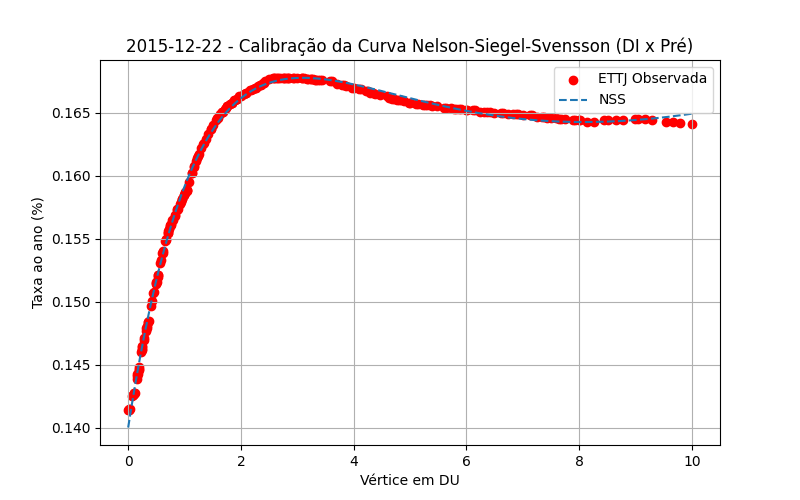 2015-12-22 - Calibração da Curva Nelson-Siegel-Svensson (DI x Pré)
ETTJ Observada
NSS
Taxa ao ano (%)
0.165
0.160
0.155
0.150
0.145
0.140
0
2
4
6
8
10
Vértice em DU